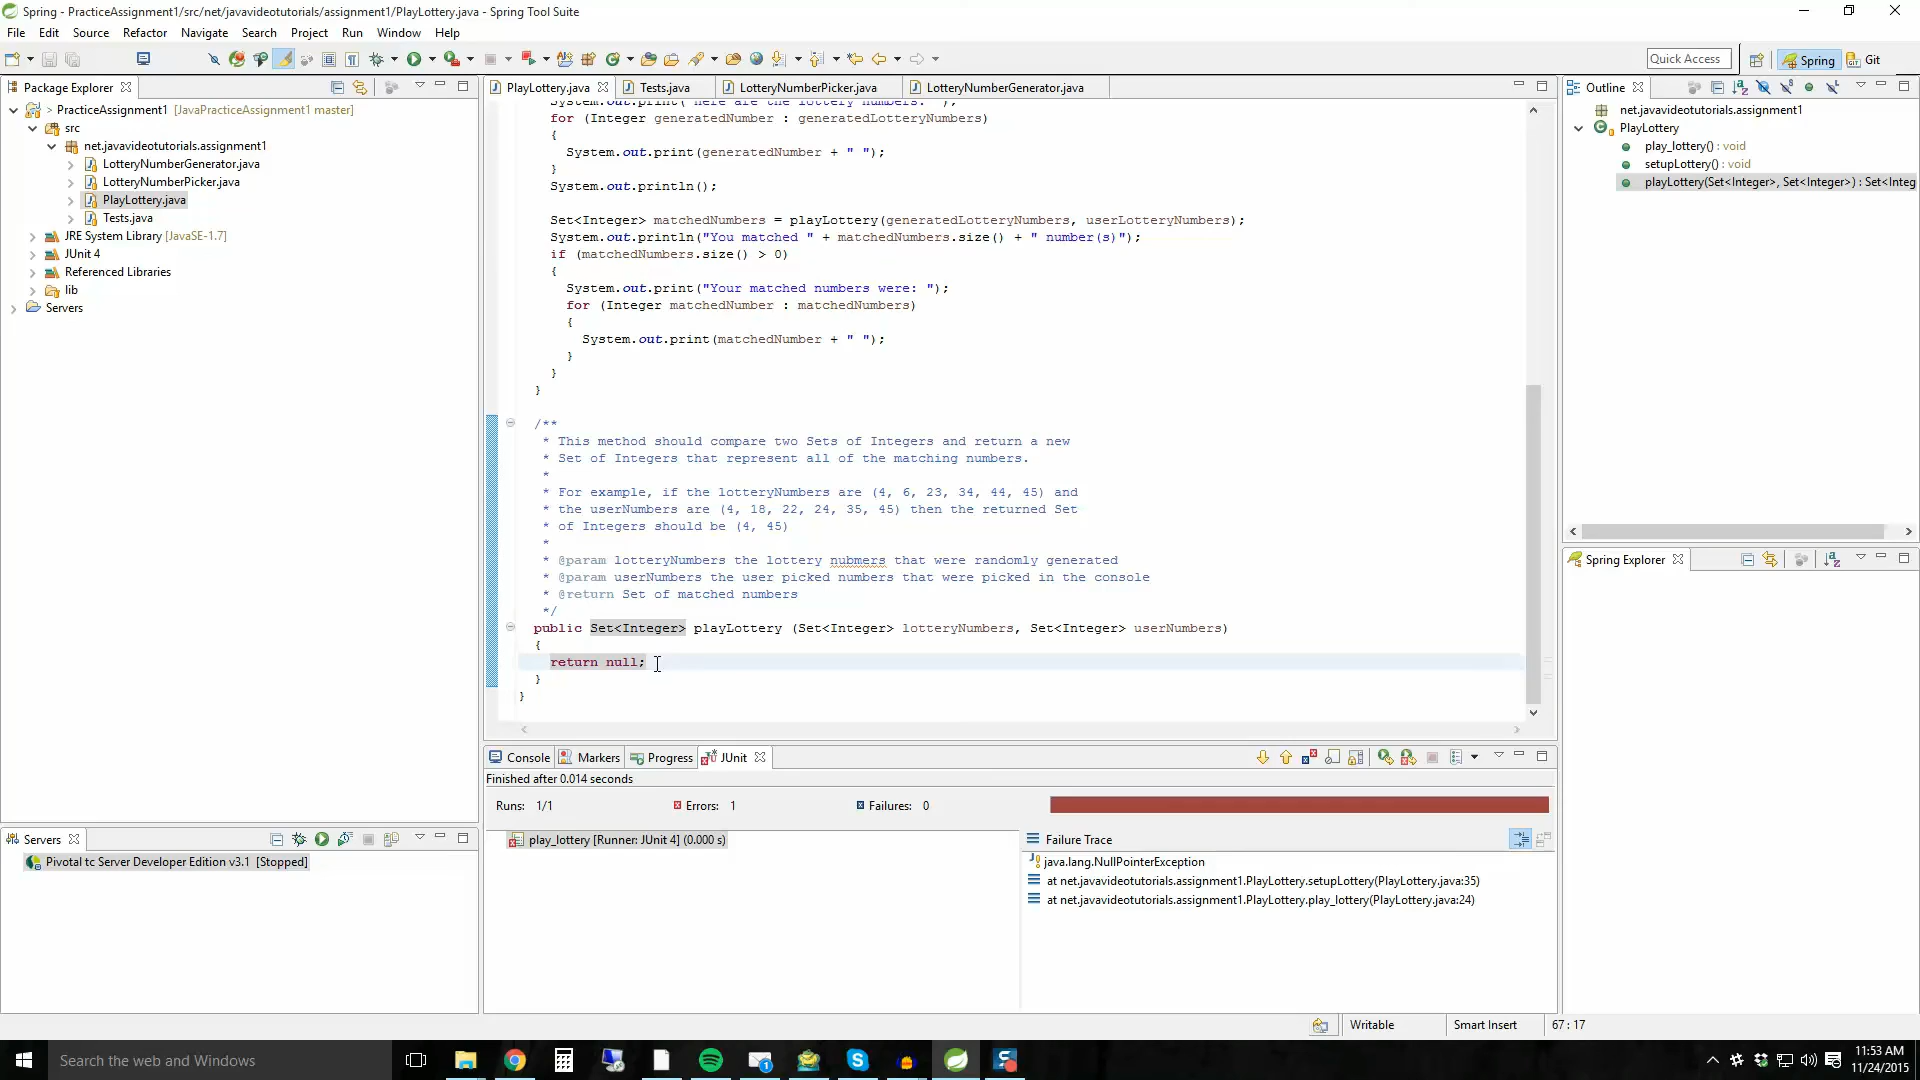 Spring - PracticeAssignment1/src/net/javavideotutorials/assignment1/PlayLottery.java - Spring Tool Suite
File Edit Source Refactor Navigate Search Project Run Window Help
Quick Access Spring Git
Package Explorer
> PracticeAssignment1 [JavaPracticeAssignment1 master]
src
net.javavideotutorials.assignment1
LotteryNumberGenerator.java
LotteryNumberPicker.java
PlayLottery.java
Tests.java
JRE System Library [JavaSE-1.7]
JUnit 4
Referenced Libraries
lib
Servers
PlayLottery.java Tests.java LotteryNumberPicker.java LotteryNumberGenerator.java
System.out.print("Here are the lottery numbers: ");
for (Integer generatedNumber : generatedLotteryNumbers)
{
System.out.print(generatedNumber + " ");
}
System.out.println();
Set<Integer> matchedNumbers = playLottery(generatedLotteryNumbers, userLotteryNumbers);
System.out.println("You matched " + matchedNumbers.size() + " number(s)");
if (matchedNumbers.size() > 0)
{
System.out.print("Your matched numbers were: ");
for (Integer matchedNumber : matchedNumbers)
{
System.out.print(matchedNumber + " ");
}
}
}
/**
* This method should compare two Sets of Integers and return a new
* Set of Integers that represent all of the matching numbers.
*
* For example, if the lotteryNumbers are (4, 6, 23, 34, 44, 45) and
* the userNumbers are (4, 18, 22, 24, 35, 45) then the returned Set
* of Integers should be (4, 45)
*
* @param lotteryNumbers the lottery nubmers that were randomly generated
* @param userNumbers the user picked numbers that were picked in the console
* @return Set of matched numbers
*/
public Set<Integer> playLottery (Set<Integer> lotteryNumbers, Set<Integer> userNumbers)
{
return null;
}
}
Outline
net.javavideotutorials.assignment1
PlayLottery
play_lottery() : void
setupLottery() : void
playLottery(Set<Integer>, Set<Integer>) : Set<Integ
Spring Explorer
Console Markers Progress JUnit
Finished after 0.014 seconds
Runs: 1/1 Errors: 1 Failures: 0
play_lottery [Runner: JUnit 4] (0.000 s)
Failure Trace
java.lang.NullPointerException
at net.javavideotutorials.assignment1.PlayLottery.setupLottery(PlayLottery.java:35)
at net.javavideotutorials.assignment1.PlayLottery.play_lottery(PlayLottery.java:24)
Servers
Pivotal tc Server Developer Edition v3.1 [Stopped]
Writable Smart Insert 67 : 17
Search the web and Windows
11:53 AM
11/24/2015